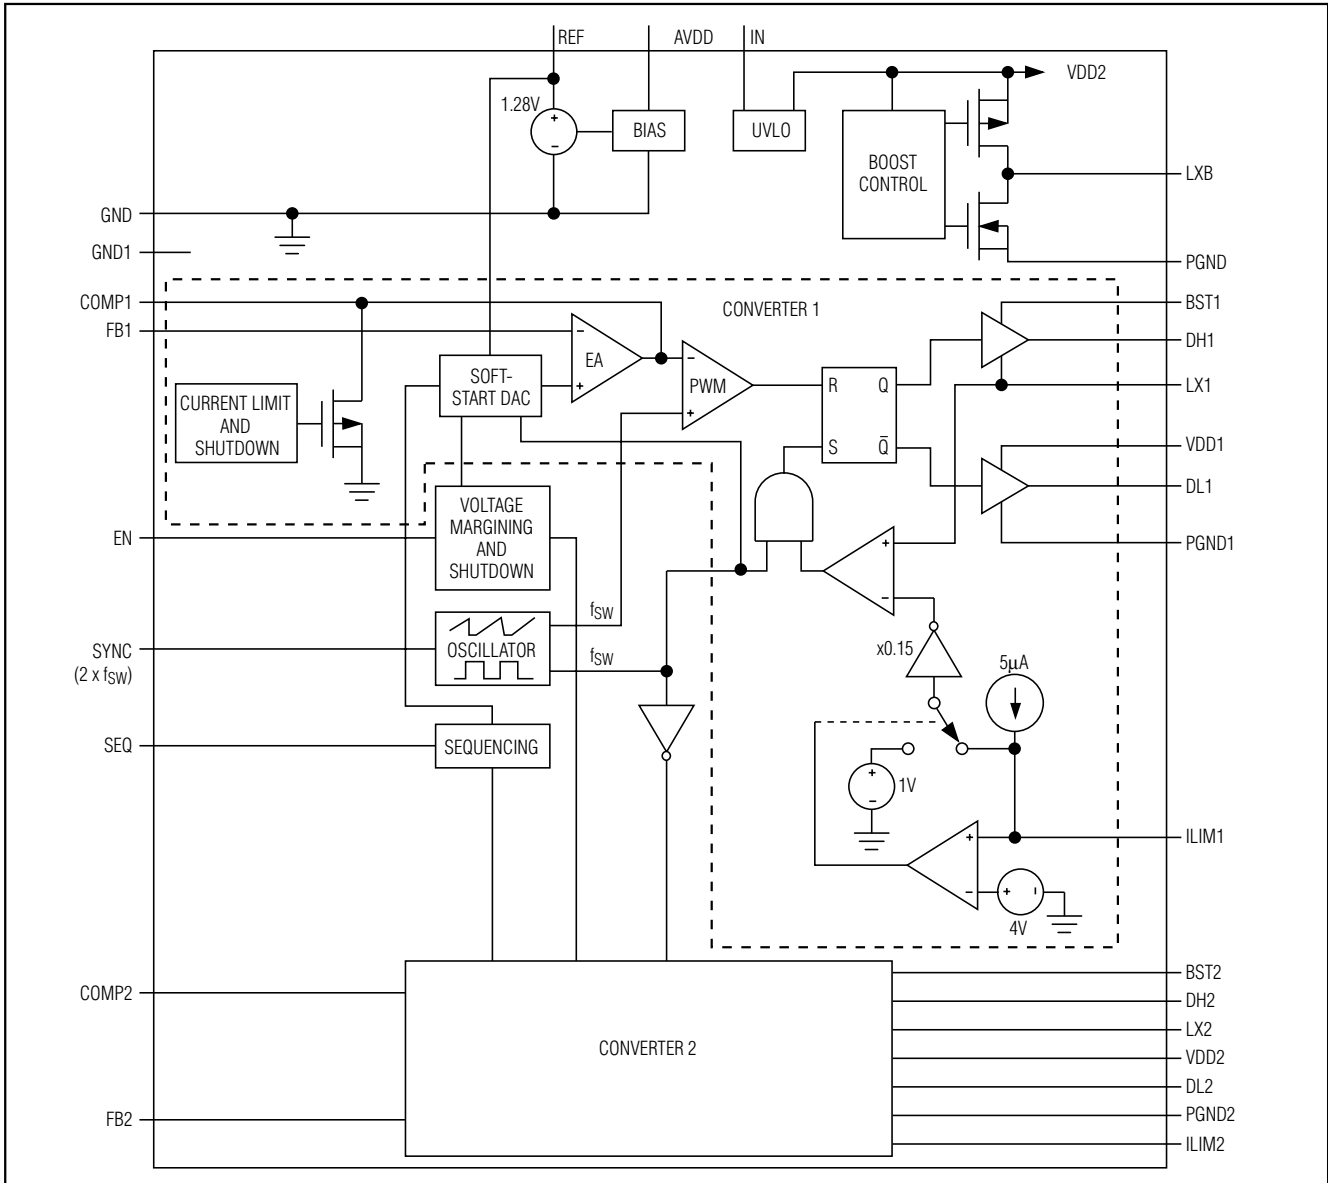 REF
AVDD
IN
1.28V
+
−
BIAS
UVLO
VDD2
BOOST
CONTROL
LXB
PGND
GND
GND1
COMP1
FB1
CONVERTER 1
BST1
DH1
LX1
VDD1
DL1
PGND1
CURRENT LIMIT
AND
SHUTDOWN
SOFT-
START DAC
−
EA
+
−
PWM
+
R
Q
S
Q̅
VOLTAGE
MARGINING
AND
SHUTDOWN
EN
+
−
OSCILLATOR
fSW
fSW
SYNC
(2 x fSW)
x0.15
5µA
SEQ
SEQUENCING
+
−
1V
+
−
ILIM1
+
−
4V
COMP2
FB2
CONVERTER 2
BST2
DH2
LX2
VDD2
DL2
PGND2
ILIM2